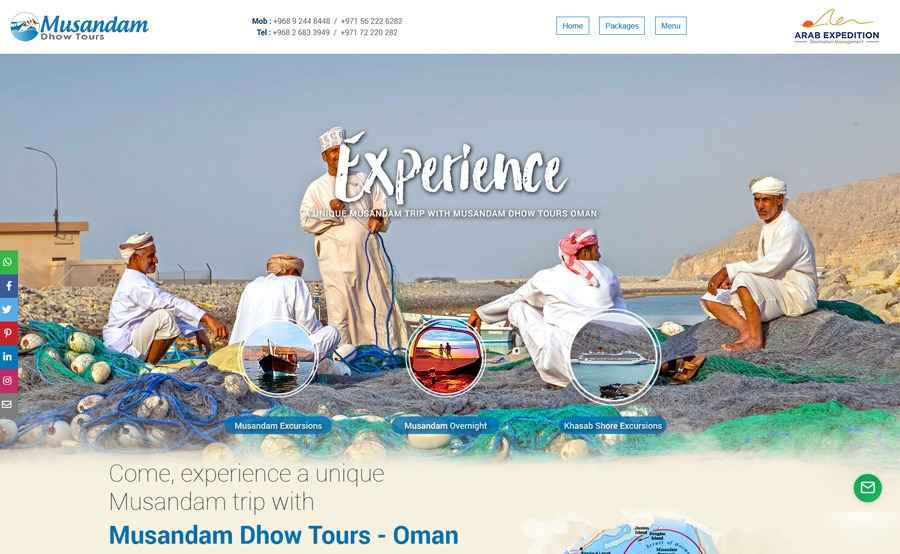 Musandam
Dhow Tours
Mob : +968 9 244 8448 / +971 56 222 6282
Tel : +968 2 683 3949 / +971 72 220 282
Home
Packages
Menu
ARAB EXPEDITION
Destination Management
Experience
A UNIQUE MUSANDAM TRIP WITH MUSANDAM DHOW TOURS OMAN
Musandam Excursions
Musandam Overnight
Khasab Shore Excursions
Come, experience a unique
Musandam trip with
Musandam Dhow Tours - Oman